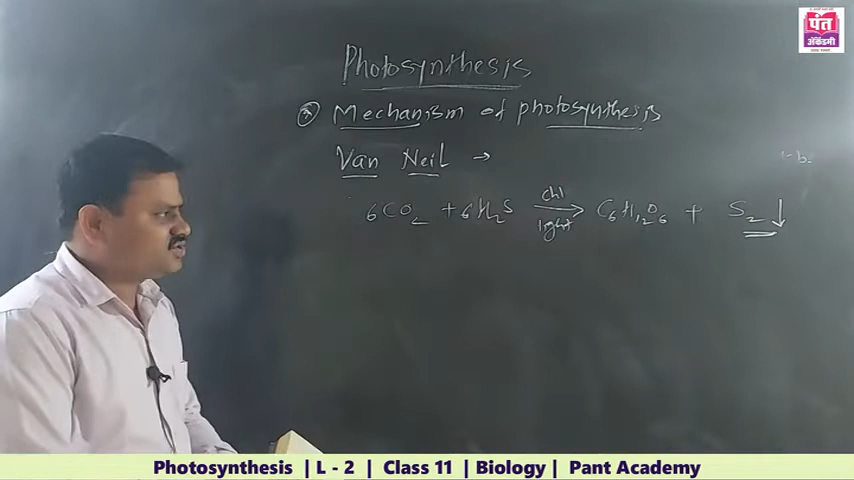 पंत
अ‍ॅकॅडमी
Photosynthesis
Mechanism of photosynthesis
Van Neil →
6CO₂ + 6H₂S chl → light C₆H₁₂O₆ + S₂ ↓
Photosynthesis | L - 2 | Class 11 | Biology | Pant Academy